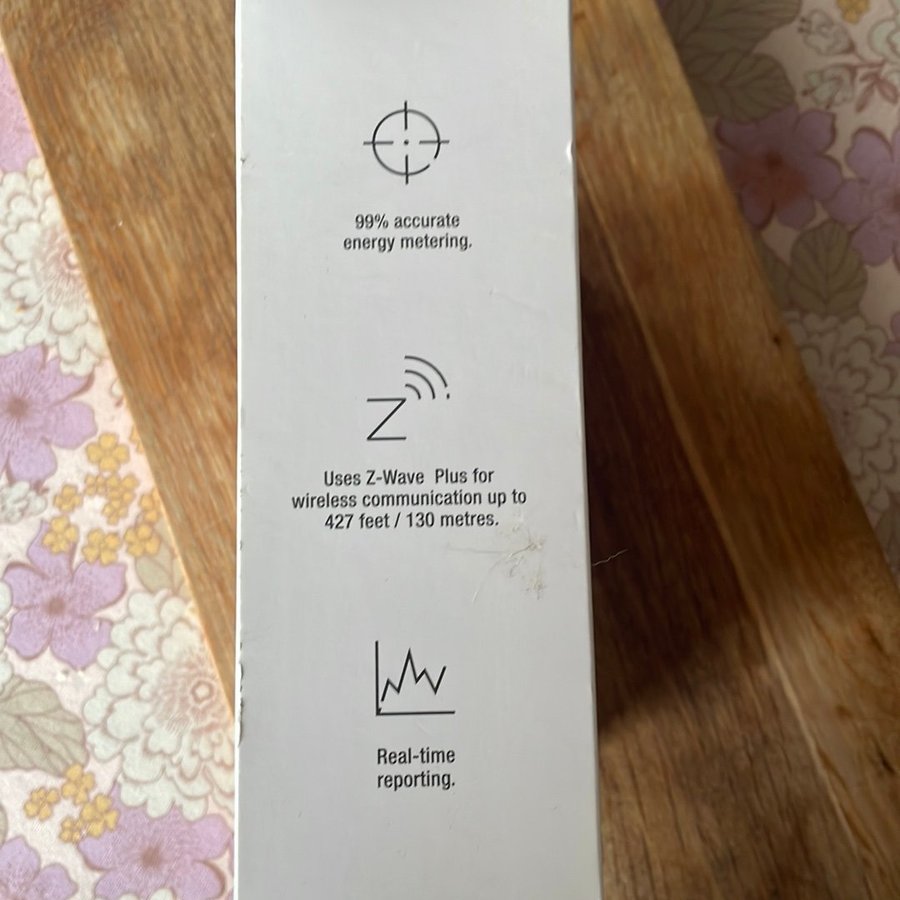 99% accurate
energy metering.
Uses Z-Wave Plus for
wireless communication up to
427 feet / 130 metres.
Real-time
reporting.